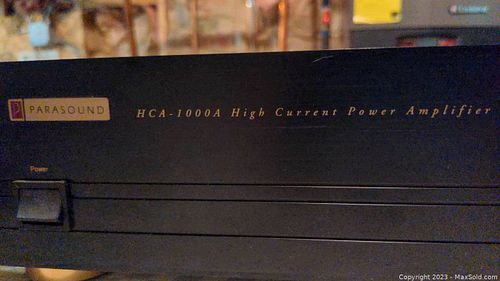 PARASOUND
HCA-1000A High Current Power Amplifier
Power
Copyright 2023 - MaxSold.com